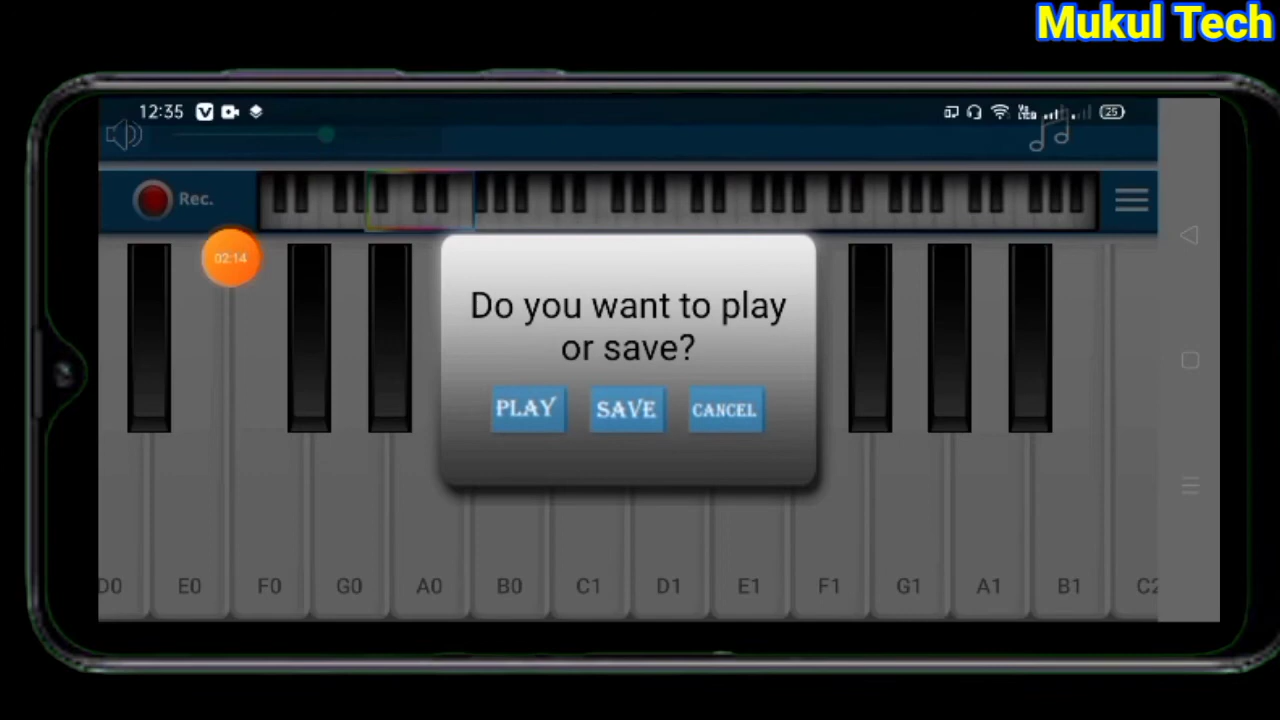 Mukul Tech
12:35
25
Rec.
02:14
Do you want to play
or save?
PLAY SAVE CANCEL
D0 E0 F0 G0 A0 B0 C1 D1 E1 F1 G1 A1 B1 C2